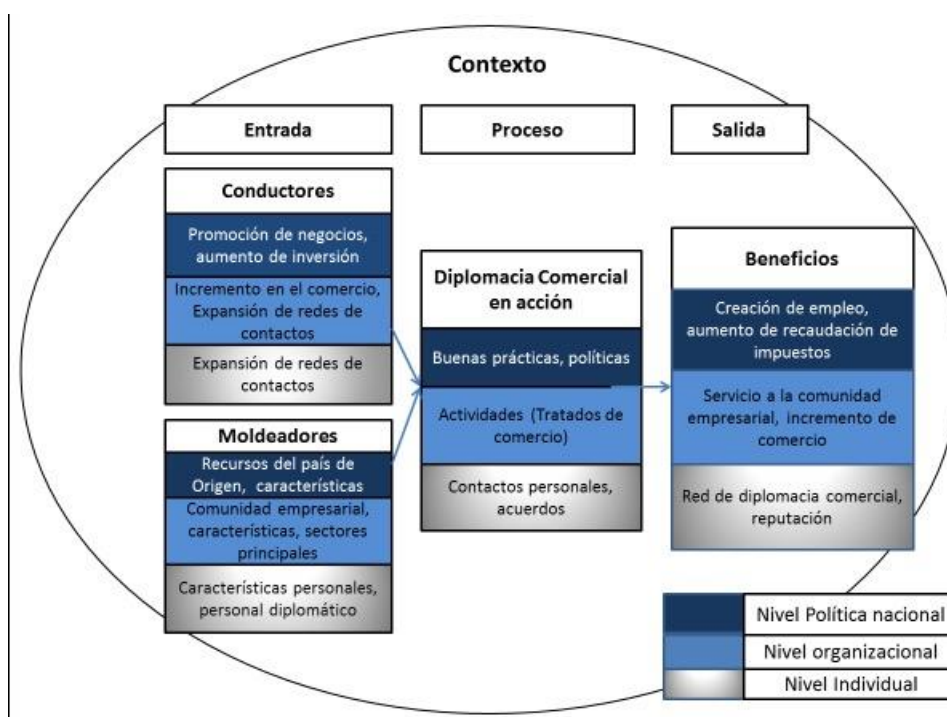 Contexto
Entrada
Proceso
Salida
Conductores
Promoción de negocios,
aumento de inversión
Incremento en el comercio,
Expansión de redes de
contactos
Expansión de redes de
contactos
Moldeadores
Recursos del país de
Origen, características
Comunidad empresarial,
características, sectores
principales
Características personales,
personal diplomático
Diplomacia Comercial
en acción
Buenas prácticas, políticas
Actividades (Tratados de
comercio)
Contactos personales,
acuerdos
Beneficios
Creación de empleo,
aumento de recaudación de
impuestos
Servicio a la comunidad
empresarial, incremento de
comercio
Red de diplomacia comercial,
reputación
Nivel Política nacional
Nivel organizacional
Nivel Individual